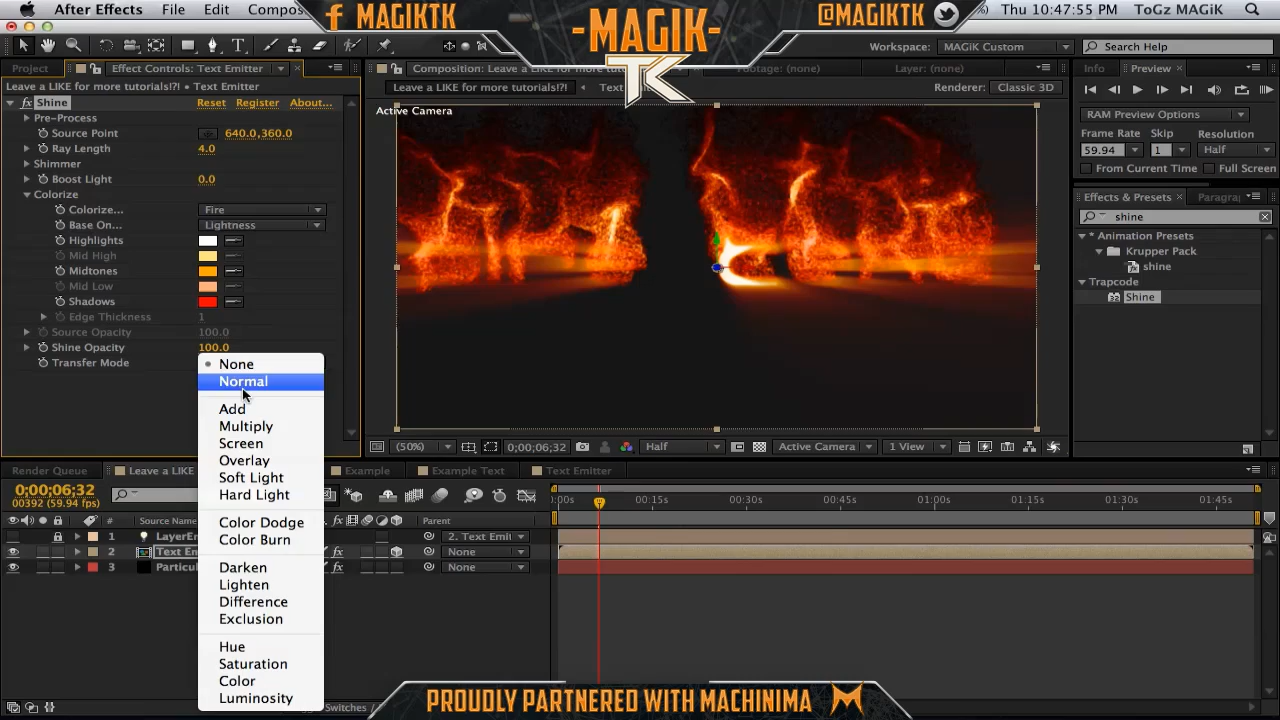 After Effects File Edit Compos
Thu 10:47:55 PM ToGz MAGiK
MAGIKTK
-MAGIK-
TK
@MAGIKTK
Workspace: MAGiK Custom
Search Help
Project Effect Controls: Text Emitter
Composition: Leave a LIKE for more tutorials!?!
Footage: (none)
Layer: (none)
Info Preview
Leave a LIKE for more tutorials!?! • Text Emitter
Leave a LIKE for more tutorials!?!
Renderer: Classic 3D
Shine Reset Register About...
Active Camera
Pre-Process
Source Point 640.0,360.0
Ray Length 4.0
Shimmer
Boost Light 0.0
Colorize
Colorize... Fire
Base On... Lightness
Highlights
Mid High
Midtones
Mid Low
Shadows
Edge Thickness 1
Source Opacity 100.0
Shine Opacity 100.0
Transfer Mode
None
Normal
Add
Multiply
Screen
Overlay
Soft Light
Hard Light
Color Dodge
Color Burn
Darken
Lighten
Difference
Exclusion
Hue
Saturation
Color
Luminosity
RAM Preview Options
Frame Rate Skip Resolution
59.94 1 Half
From Current Time Full Screen
Effects & Presets Paragra
shine
Animation Presets
Krupper Pack
shine
Trapcode
Shine
(50%) 0;00;06;32 Half Active Camera 1 View
Render Queue Leave a LIKE Example Example Text Text Emitter
0;00;06;32
00392 (59.94 fps)
:00s 00:15s 00:30s 00:45s 01:00s 01:15s 01:30s 01:45s
# Source Name Parent
1 LayerEm 2. Text Emit
2 Text Em None
3 Particul None
Switches /
PROUDLY PARTNERED WITH MACHINIMA